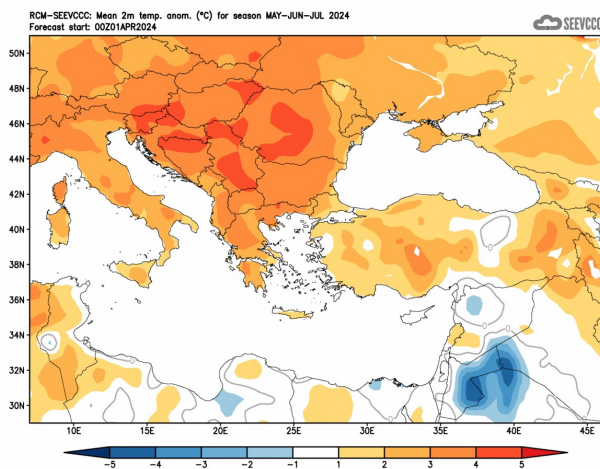 RCM-SEEVCCC: Mean 2m temp. anom. (°C) for season MAY-JUN-JUL 2024
Forecast start: 00Z01APR2024
SEEVCCC
50N
48N
46N
44N
42N
40N
38N
36N
34N
32N
30N
10E 15E 20E 25E 30E 35E 40E 45E
-5 -4 -3 -2 -1 1 2 3 4 5